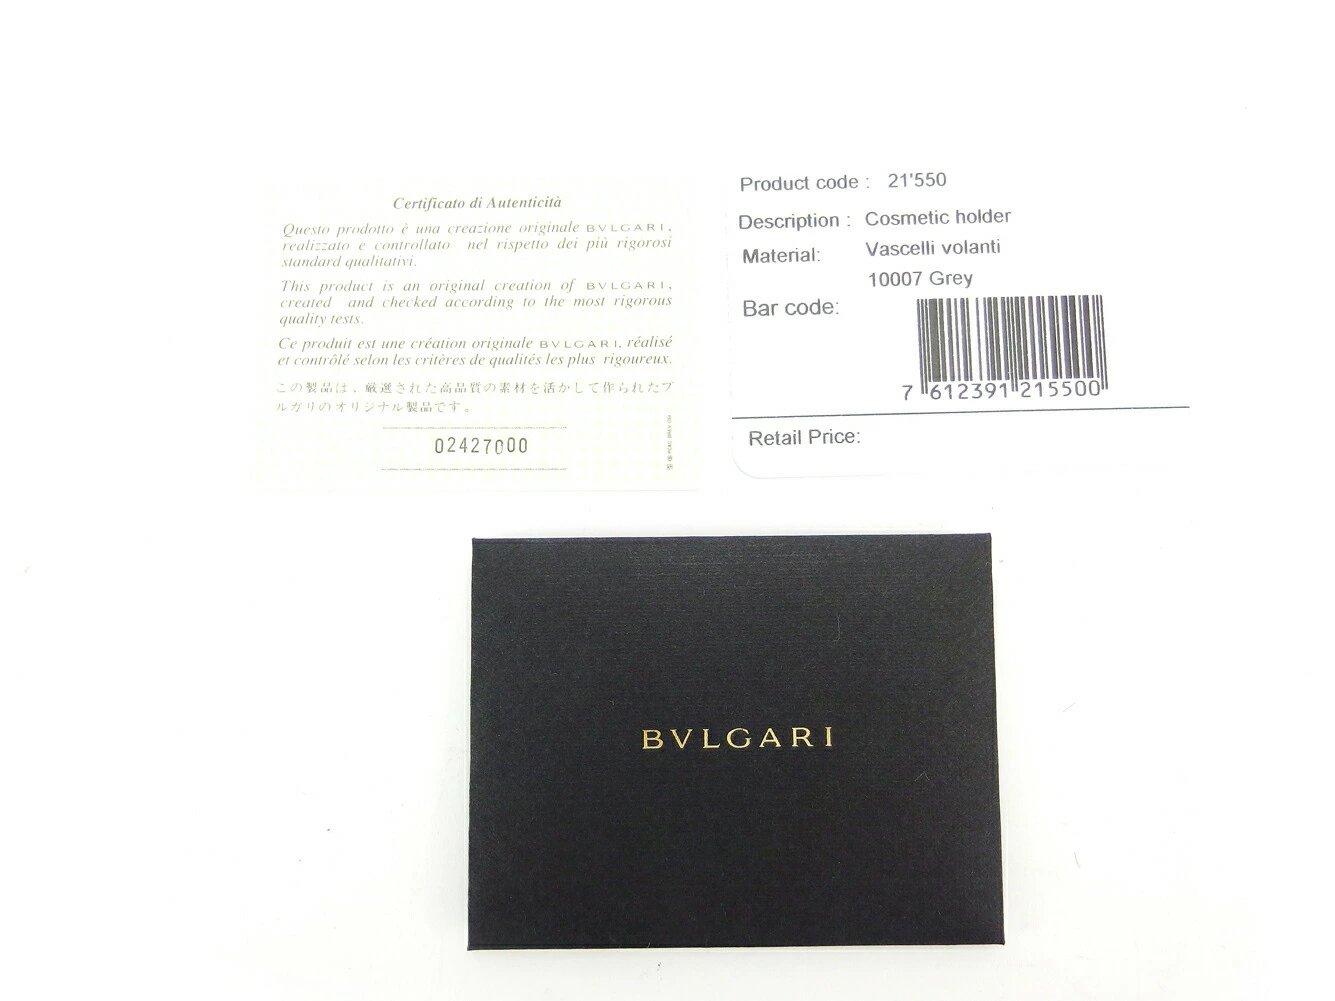 Certificato di Autenticità
Questo prodotto è una creazione originale BVLGARI,
realizzato e controllato nel rispetto dei più rigorosi
standard qualitativi.
This product is an original creation of BVLGARI,
created and checked according to the most rigorous
quality tests.
Ce produit est une création originale BVLGARI, réalisé
et contrôlé selon les critères de qualités les plus rigoureux.
この製品は、厳選された高品質の素材を活かして作られたブ
ルガリのオリジナル製品です。
02427000
Product code : 21'550
Description : Cosmetic holder
Material: Vascelli volanti
10007 Grey
Bar code:
7 612391 215500
Retail Price:
BVLGARI